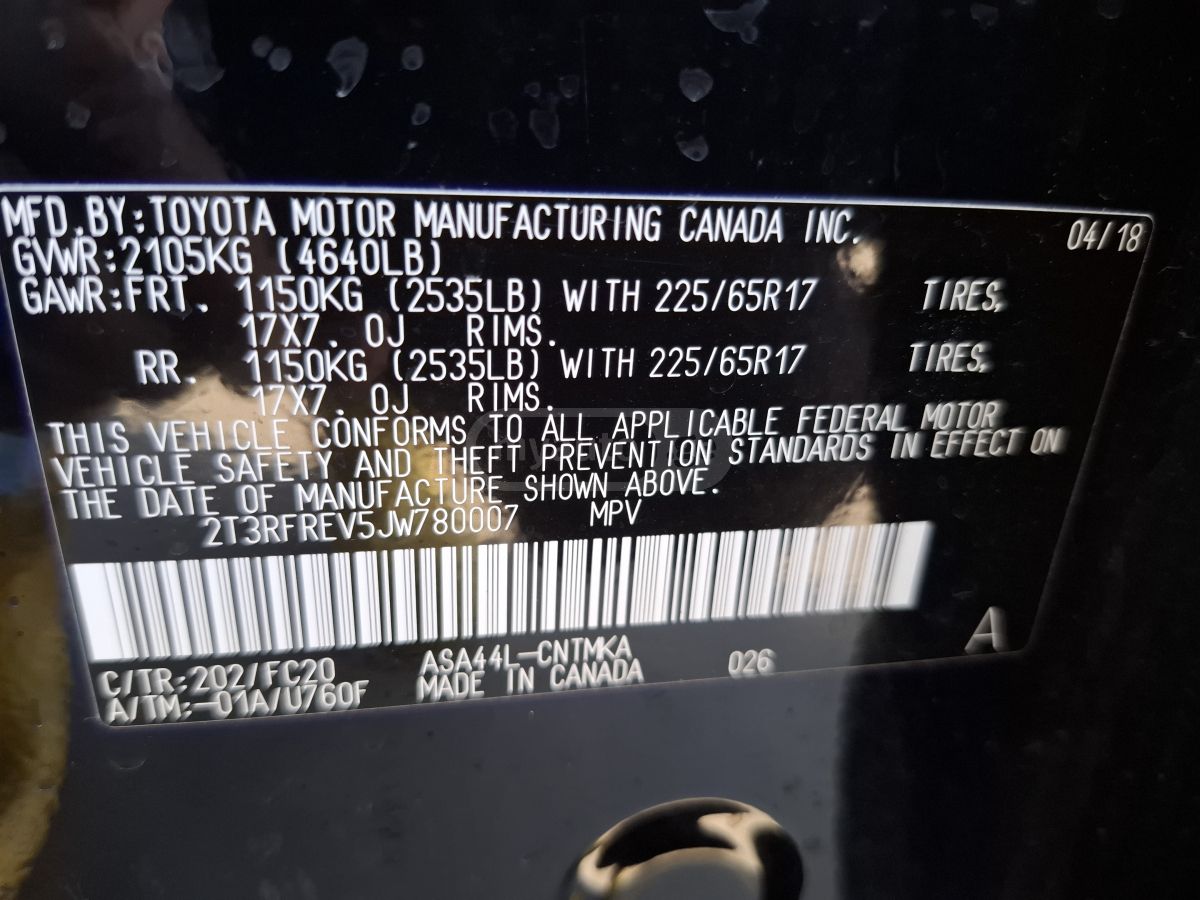 MFD.BY:TOYOTA MOTOR MANUFACTURING CANADA INC. 04/18
GVWR:2105KG (4640LB)
GAWR:FRT. 1150KG (2535LB) WITH 225/65R17 TIRES,
17X7. 0J RIMS.
RR. 1150KG (2535LB) WITH 225/65R17 TIRES,
17X7. 0J RIMS.
THIS VEHICLE CONFORMS TO ALL APPLICABLE FEDERAL MOTOR
VEHICLE SAFETY AND THEFT PREVENTION STANDARDS IN EFFECT ON
THE DATE OF MANUFACTURE SHOWN ABOVE.
2T3RFREV5JW780007 MPV
A
C/TR:202/FC20 ASA44L-CNTMKA 026
A/TM:-01A/U760F MADE IN CANADA